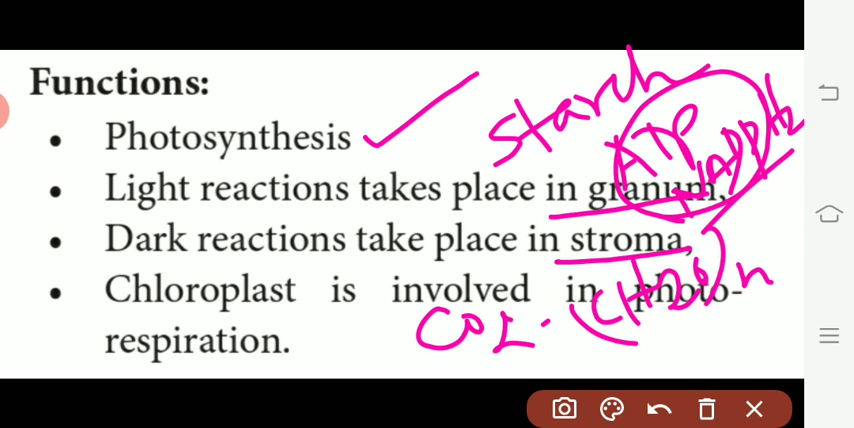 Functions:
• Photosynthesis
• Light reactions takes place in granum,
• Dark reactions take place in stroma,
• Chloroplast is involved in photo-
respiration.
starch
ATP
NADPH2
CO2. (CH2O)n